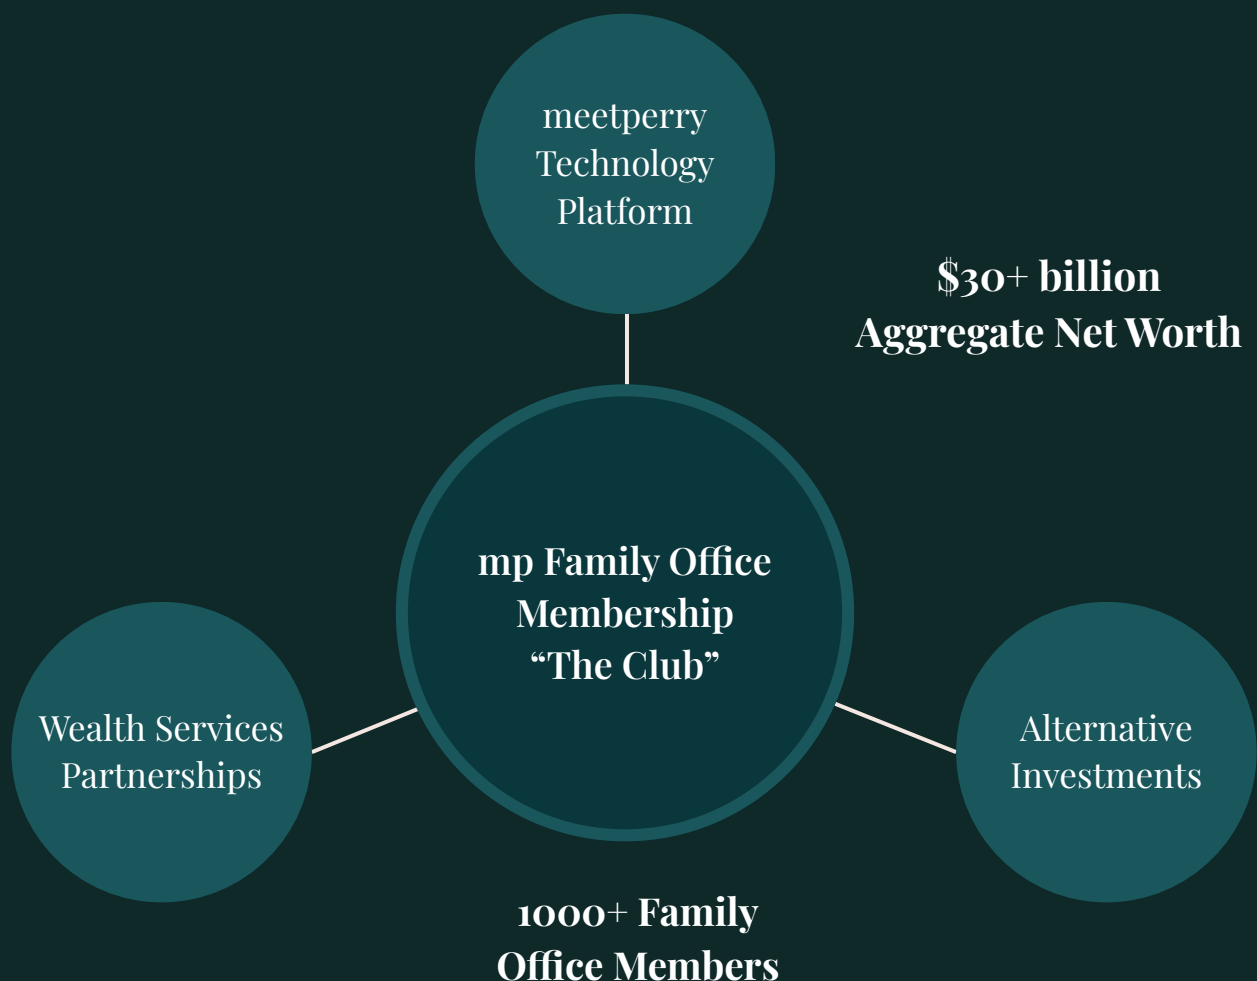 meetperry
Technology
Platform
$30+ billion
Aggregate Net Worth
mp Family Office
Membership
“The Club”
Wealth Services
Partnerships
Alternative
Investments
1000+ Family
Office Members